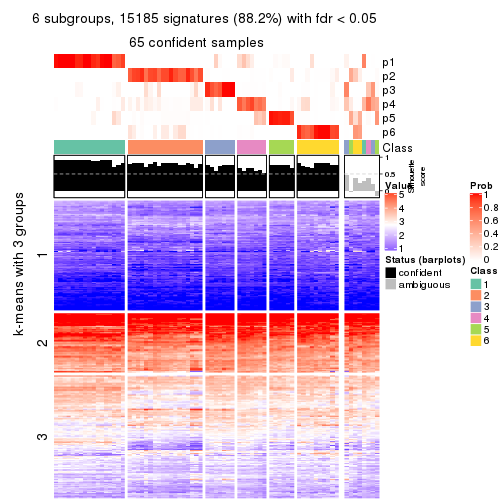 6 subgroups, 15185 signatures (88.2%) with fdr < 0.05
65 confident samples
p1
p2
p3
p4
p5
p6
Class
1
0.5
0
Silhouette
score
k-means with 3 groups
1
2
3
Value
5
4
3
2
1
Status (barplots)
confident
ambiguous
Prob
1
0.8
0.6
0.4
0.2
0
Class
1
2
3
4
5
6